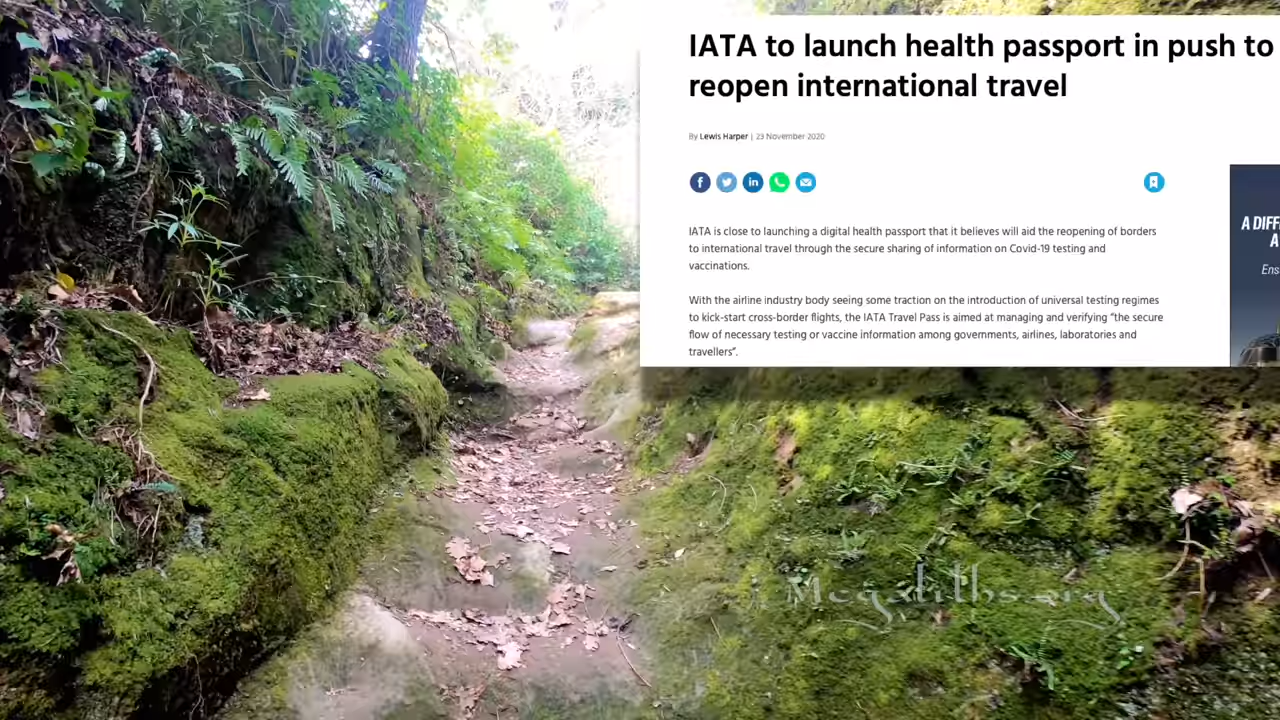 IATA to launch health passport in push to
reopen international travel
By Lewis Harper | 23 November 2020
IATA is close to launching a digital health passport that it believes will aid the reopening of borders
to international travel through the secure sharing of information on Covid-19 testing and
vaccinations.
With the airline industry body seeing some traction on the introduction of universal testing regimes
to kick-start cross-border flights, the IATA Travel Pass is aimed at managing and verifying “the secure
flow of necessary testing or vaccine information among governments, airlines, laboratories and
travellers”.
A DIFF
A
Ens
Megaliths.org